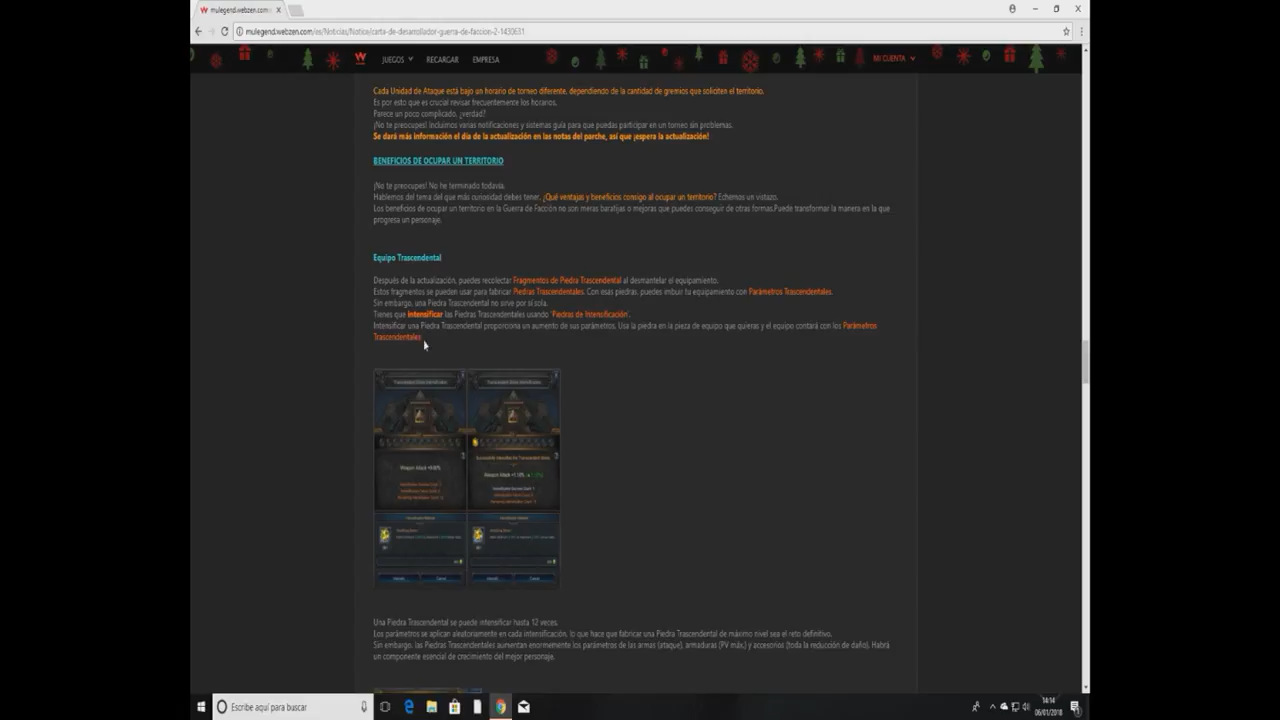 mulegend.webzen.com
mulegend.webzen.com/es/Noticias/Notice/carta-de-desarrollador-guerra-de-faccion-2-1430631
JUEGOS RECARGAR EMPRESA MI CUENTA
Cada Unidad de Ataque está bajo un horario de torneo diferente, dependiendo de la cantidad de gremios que soliciten el territorio.
Es por esto que es crucial revisar frecuentemente los horarios.
Parece un poco complicado, ¿verdad?
¡No te preocupes! Incluimos varias notificaciones y sistemas guía para que puedas participar en un torneo sin problemas.
Se dará más información el día de la actualización en las notas del parche, así que ¡espera la actualización!
BENEFICIOS DE OCUPAR UN TERRITORIO
¡No te preocupes! No he terminado todavía.
Hablemos del tema del que más curiosidad debes tener. ¿Qué ventajas y beneficios consigo al ocupar un territorio? Echemos un vistazo.
Los beneficios de ocupar un territorio en la Guerra de Facción no son meras baratijas o mejoras que puedes conseguir de otras formas.Puede transformar la manera en la que
progresa un personaje.
Equipo Trascendental
Después de la actualización, puedes recolectar Fragmentos de Piedra Trascendental al desmantelar el equipamiento.
Estos fragmentos se pueden usar para fabricar Piedras Trascendentales. Con esas piedras, puedes imbuir tu equipamiento con Parámetros Trascendentales.
Sin embargo, una Piedra Trascendental no sirve por sí sola.
Tienes que intensificar las Piedras Trascendentales usando 'Piedras de Intensificación'.
Intensificar una Piedra Trascendental proporciona un aumento de sus parámetros. Usa la piedra en la pieza de equipo que quieras y el equipo contará con los Parámetros
Trascendentales
Una Piedra Trascendental se puede intensificar hasta 12 veces.
Los parámetros se aplican aleatoriamente en cada intensificación, lo que hace que fabricar una Piedra Trascendental de máximo nivel sea el reto definitivo.
Sin embargo, las Piedras Trascendentales aumentan enormemente los parámetros de las armas (ataque), armaduras (PV máx.) y accesorios (toda la reducción de daño). Habrá
un componente esencial de crecimiento del mejor personaje.
Escribe aquí para buscar
14:14
06/01/2018